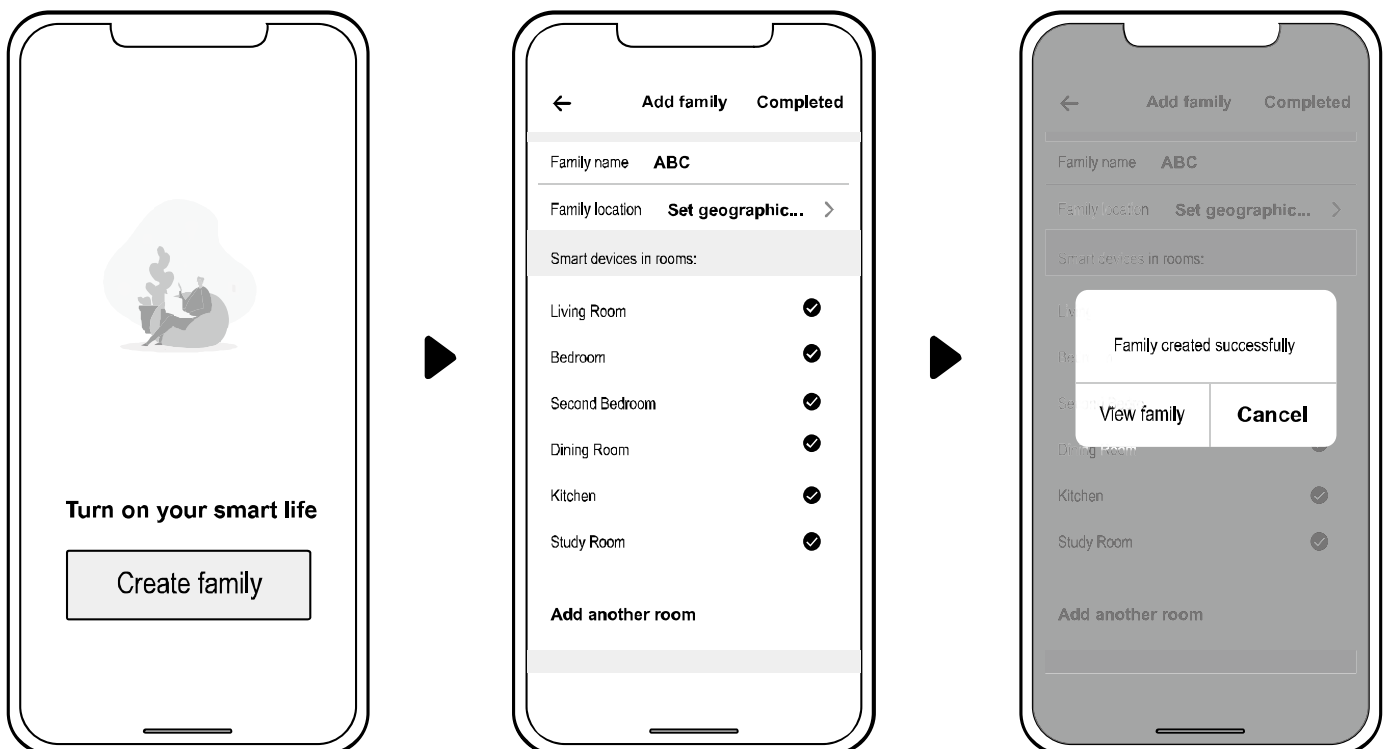 Turn on your smart life
Create family
Add family Completed
Family name ABC
Family location Set geographic...
Smart devices in rooms:
Living Room
Bedroom
Second Bedroom
Dining Room
Kitchen
Study Room
Add another room
Add family Completed
Family name ABC
Family location Set geographic...
Smart devices in rooms:
Family created successfully
View family Cancel
Kitchen
Study Room
Add another room